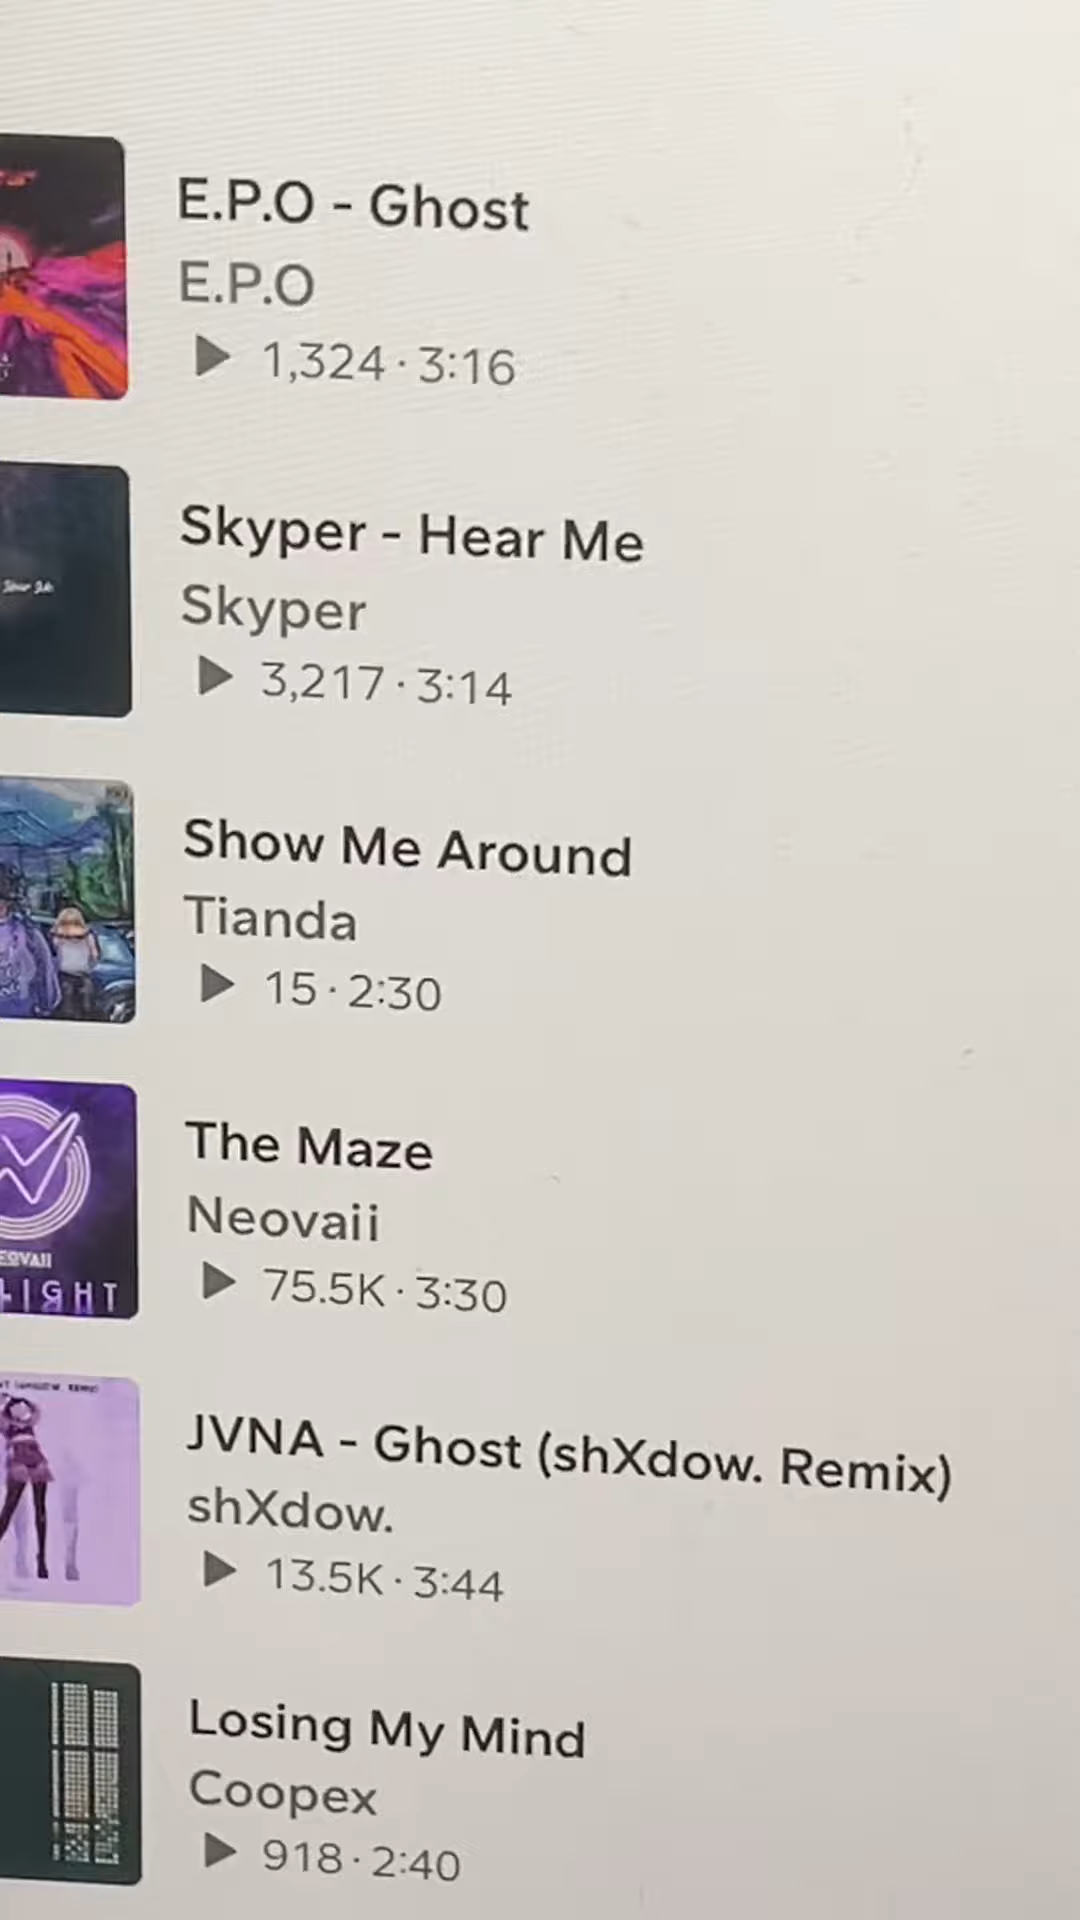 E.P.O - Ghost
E.P.O
1,324 · 3:16
Skyper - Hear Me
Skyper
3,217 · 3:14
Show Me Around
Tianda
15 · 2:30
EOVAII
LIGHT
The Maze
Neovaii
75.5K · 3:30
JVNA - Ghost (shXdow. Remix)
shXdow.
13.5K · 3:44
Losing My Mind
Coopex
918 · 2:40